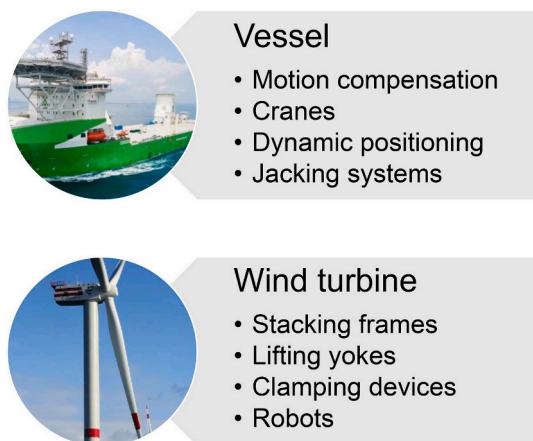 Vessel
• Motion compensation
• Cranes
• Dynamic positioning
• Jacking systems
Wind turbine
• Stacking frames
• Lifting yokes
• Clamping devices
• Robots